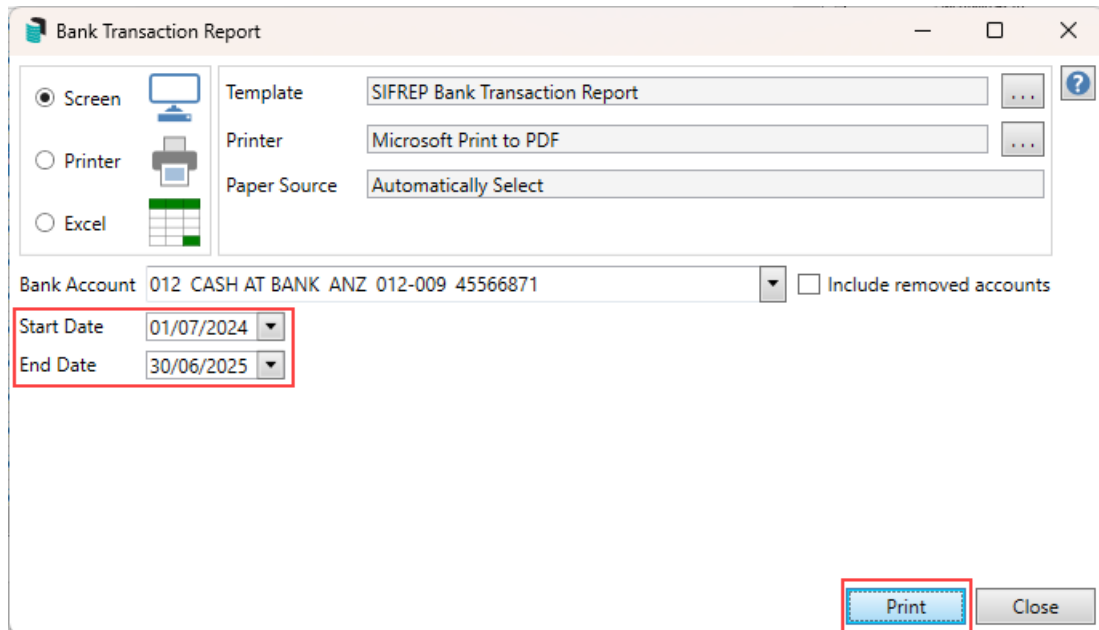 Bank Transaction Report
Screen
Template SIFREP Bank Transaction Report ...
?
Printer
Printer Microsoft Print to PDF ...
Paper Source Automatically Select
Excel
Bank Account 012 CASH AT BANK ANZ 012-009 45566871 Include removed accounts
Start Date 01/07/2024
End Date 30/06/2025
Print Close